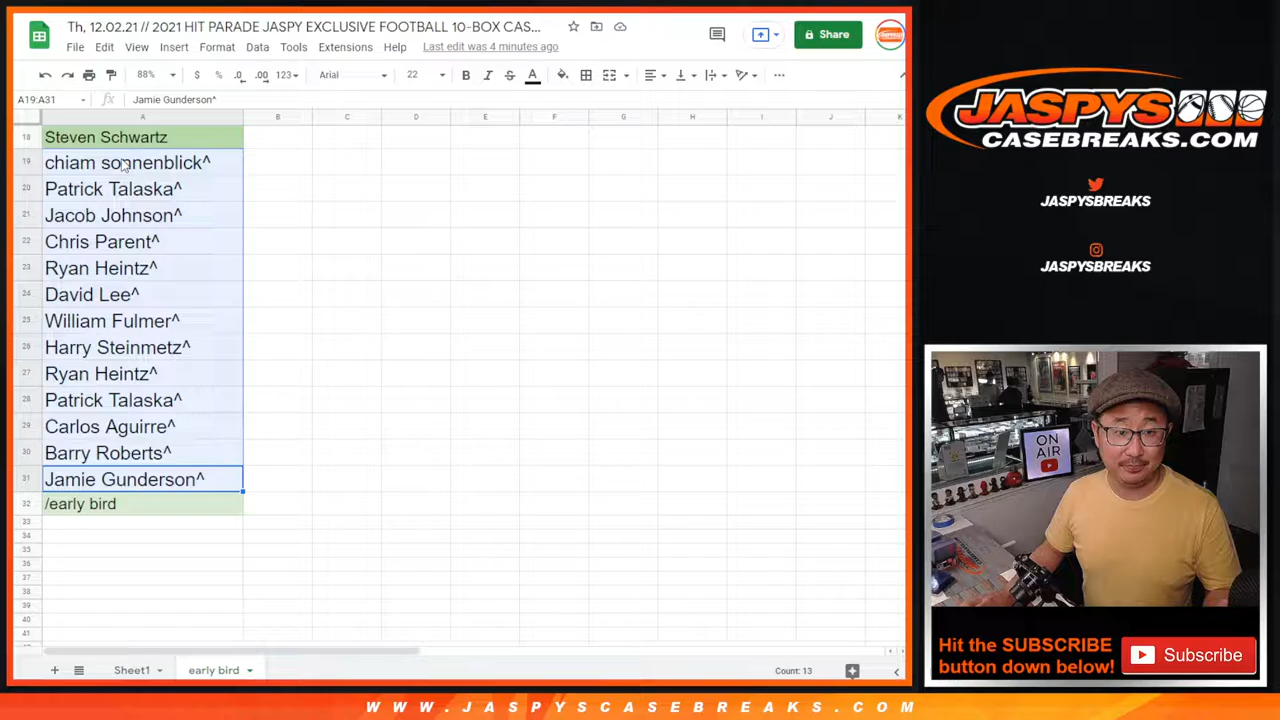 Th, 12.02.21 // 2021 HIT PARADE JASPY EXCLUSIVE FOOTBALL 10-BOX CAS...
File Edit View Insert Format Data Tools Extensions Help Last edit was 4 minutes ago
Share
88% $ % .0 .00 123 Arial 22 B I S A
A19:A31 fx Jamie Gunderson^
A B C D E F G H I J K
18 Steven Schwartz
19 chiam sonnenblick^
20 Patrick Talaska^
21 Jacob Johnson^
22 Chris Parent^
23 Ryan Heintz^
24 David Lee^
25 William Fulmer^
26 Harry Steinmetz^
27 Ryan Heintz^
28 Patrick Talaska^
29 Carlos Aguirre^
30 Barry Roberts^
31 Jamie Gunderson^
32 /early bird
33
34
35
36
37
38
39
40
41
+ Sheet1 early bird Count: 13
JASPYS
CASEBREAKS.COM
JASPYSBREAKS
JASPYSBREAKS
ON
AIR
Hit the SUBSCRIBE
button down below!
Subscribe
WWW.JASPYSCASEBREAKS.COM